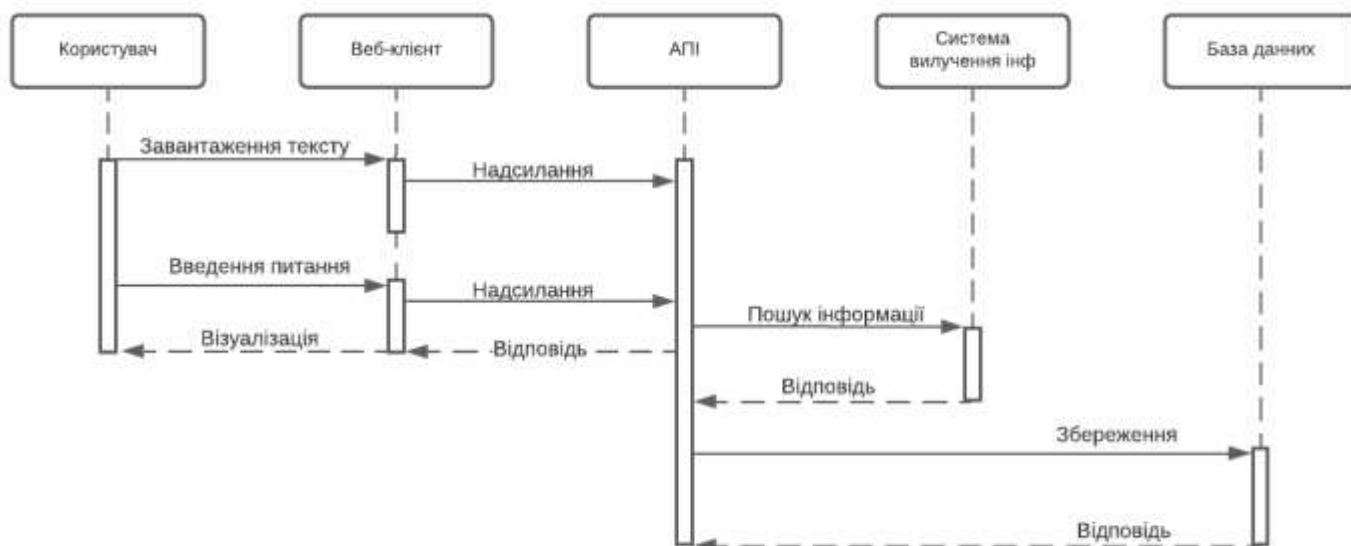 Користувач
Веб-клієнт
АПІ
Система
вилучення інф
База данних
Завантаження тексту
Надсилання
Введення питання
Надсилання
Пошук інформації
Візуалізація
Відповідь
Відповідь
Збереження
Відповідь